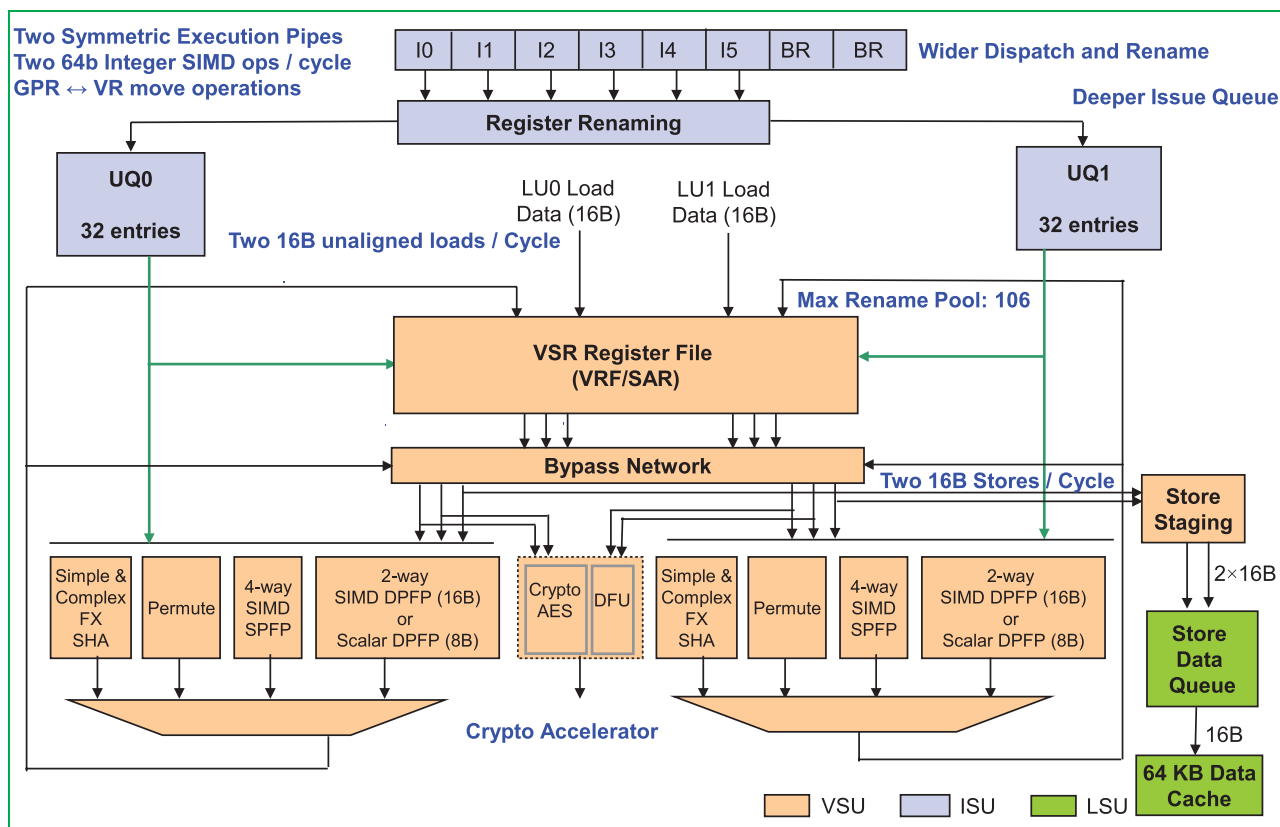 Two Symmetric Execution Pipes
Two 64b Integer SIMD ops / cycle
GPR ↔ VR move operations
I0 I1 I2 I3 I4 I5 BR BR
Wider Dispatch and Rename
Deeper Issue Queue
Register Renaming
UQ0
32 entries
UQ1
32 entries
LU0 Load
Data (16B)
LU1 Load
Data (16B)
Two 16B unaligned loads / Cycle
Max Rename Pool: 106
VSR Register File
(VRF/SAR)
Bypass Network
Two 16B Stores / Cycle
Store
Staging
2×16B
Simple &
Complex
FX
SHA
Permute
4-way
SIMD
SPFP
2-way
SIMD DPFP (16B)
or
Scalar DPFP (8B)
Crypto
AES
DFU
Simple &
Complex
FX
SHA
Permute
4-way
SIMD
SPFP
2-way
SIMD DPFP (16B)
or
Scalar DPFP (8B)
Store
Data
Queue
Crypto Accelerator
16B
64 KB Data
Cache
VSU
ISU
LSU